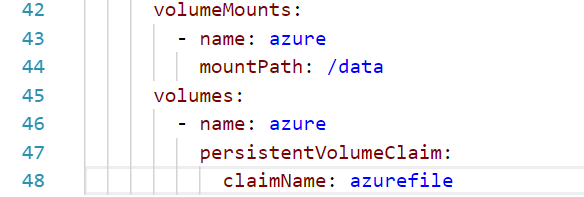 42 volumeMounts:
43 - name: azure
44 mountPath: /data
45 volumes:
46 - name: azure
47 persistentVolumeClaim:
48 claimName: azurefile